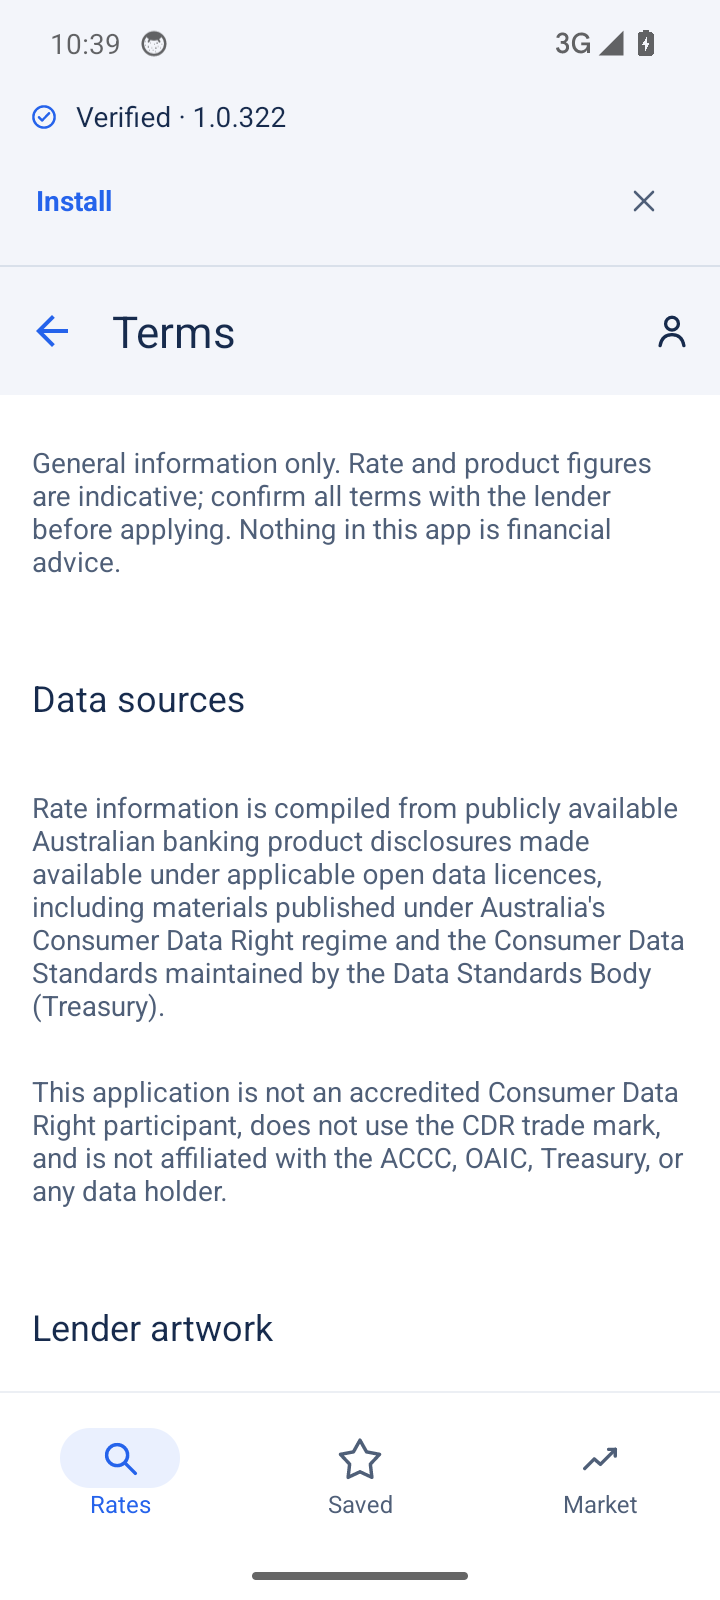 10:39
3G
Verified · 1.0.322
Install
Terms
General information only. Rate and product figures
are indicative; confirm all terms with the lender
before applying. Nothing in this app is financial
advice.
Data sources
Rate information is compiled from publicly available
Australian banking product disclosures made
available under applicable open data licences,
including materials published under Australia's
Consumer Data Right regime and the Consumer Data
Standards maintained by the Data Standards Body
(Treasury).
This application is not an accredited Consumer Data
Right participant, does not use the CDR trade mark,
and is not affiliated with the ACCC, OAIC, Treasury, or
any data holder.
Lender artwork
Rates
Saved
Market